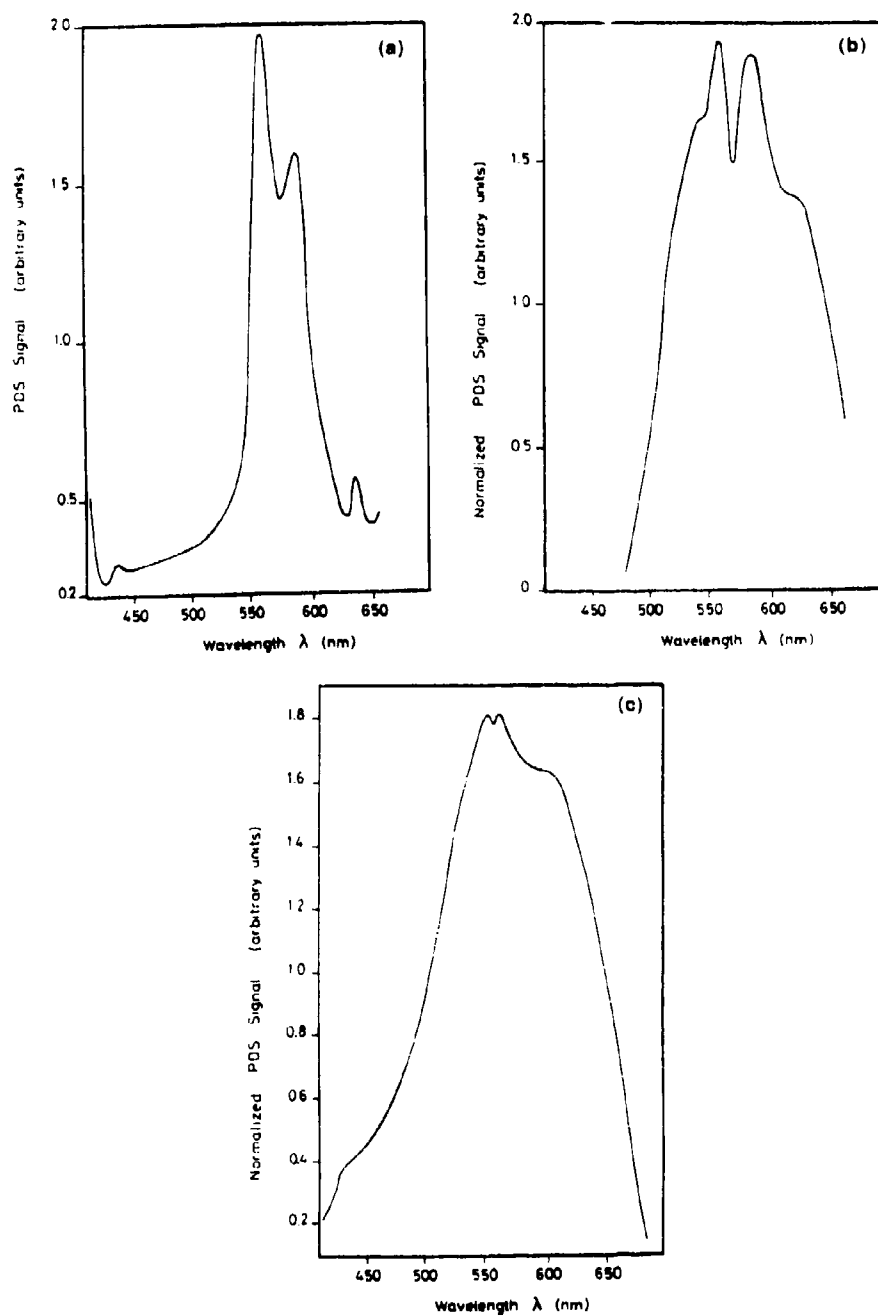 (a)
2.0
1.5
1.0
0.5
0.2
PDS Signal (arbitrary units)
450 500 550 600 650
Wavelength λ (nm)
(b)
2.0
1.5
1.0
0.5
0
Normalized PDS Signal (arbitrary units)
450 500 550 600 650
Wavelength λ (nm)
(c)
1.8
1.6
1.4
1.2
1.0
0.8
0.6
0.4
0.2
Normalized PDS Signal (arbitrary units)
450 500 550 600 650
Wavelength λ (nm)